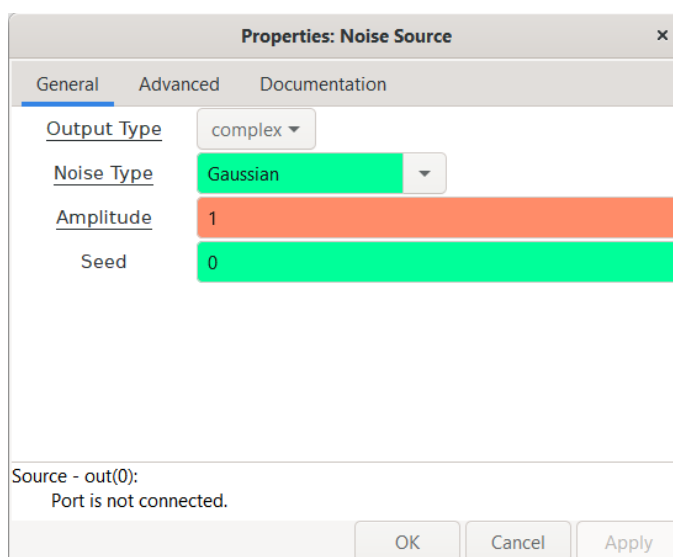 Properties: Noise Source ×
General Advanced Documentation
Output Type complex
Noise Type Gaussian
Amplitude 1
Seed 0
Source - out(0):
Port is not connected.
OK Cancel Apply